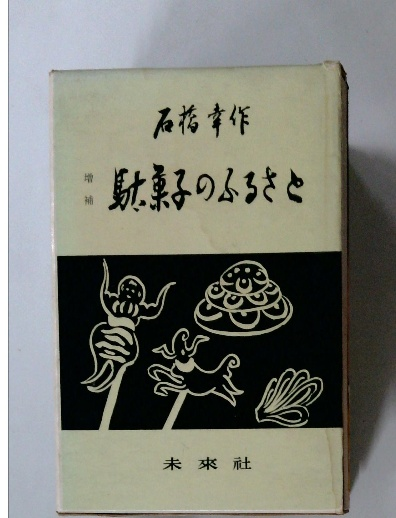 石橋幸作
増補
駄菓子のふるさと
未來社